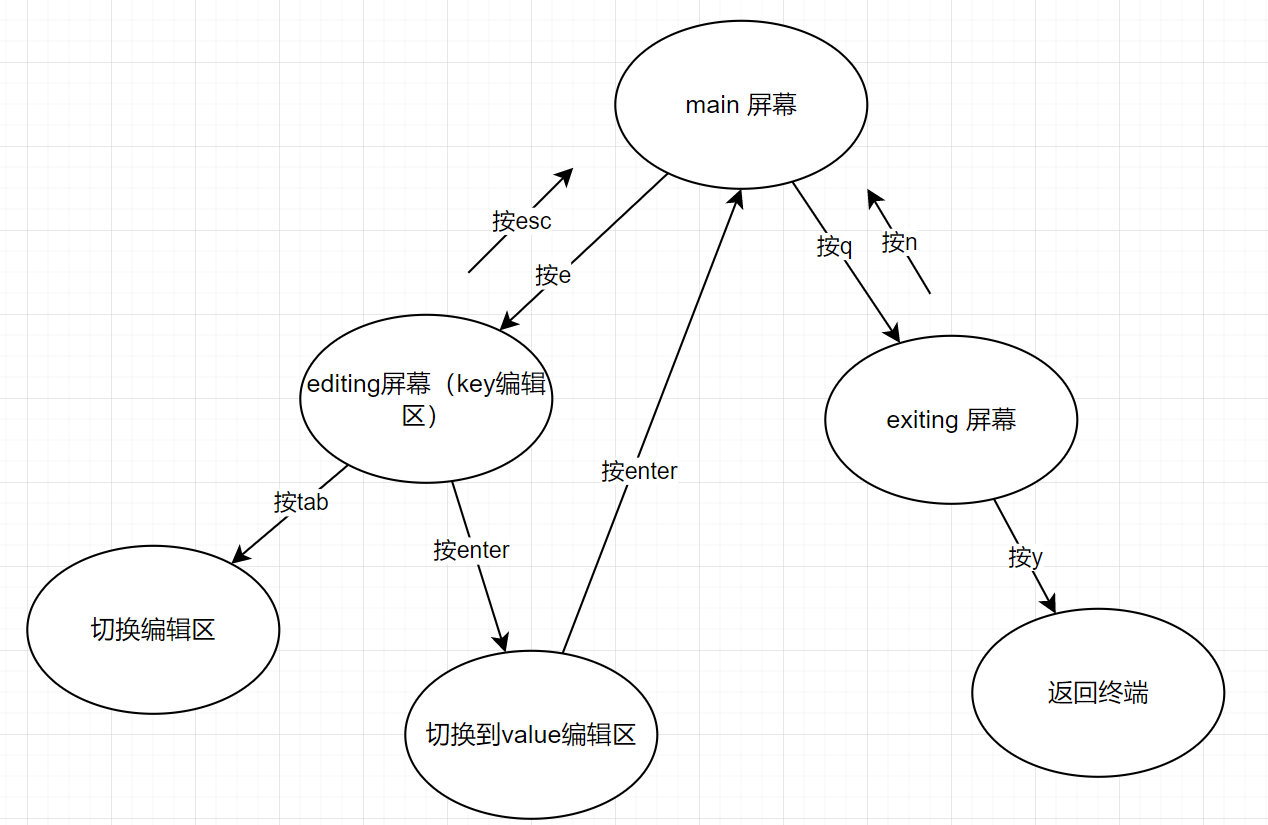 main 屏幕
按esc
按e
按q
按n
editing屏幕（key编辑
区）
exiting 屏幕
按tab
按enter
按enter
按y
切换编辑区
切换到value编辑区
返回终端